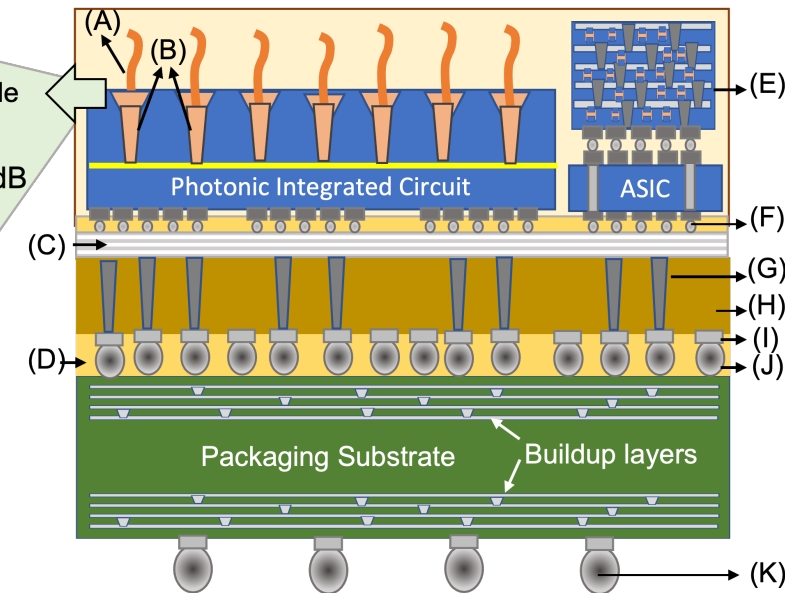 (A)
(B)
le
(E)
dB
Photonic Integrated Circuit
ASIC
(F)
(C)
(G)
(H)
(I)
(D)
(J)
Packaging Substrate
Buildup layers
(K)